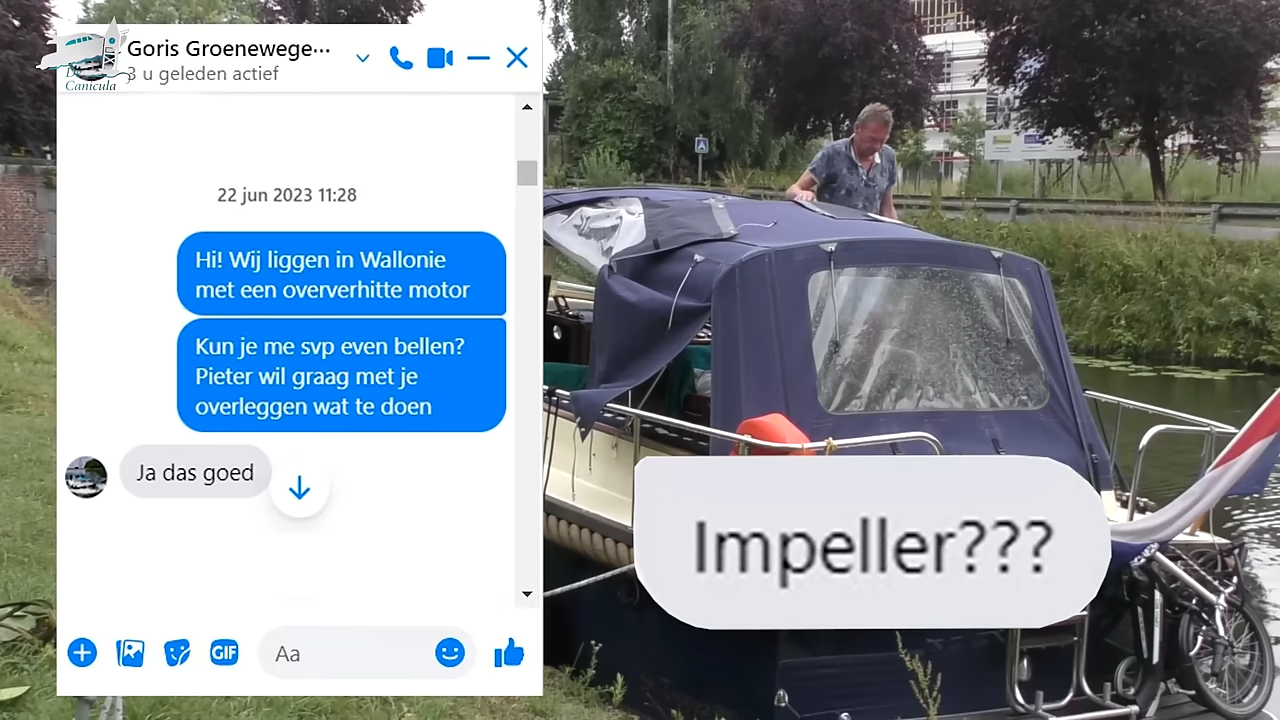 Goris Groenewege...
3 u geleden actief
Canicula
22 jun 2023 11:28
Hi! Wij liggen in Wallonie
met een oververhitte motor
Kun je me svp even bellen?
Pieter wil graag met je
overleggen wat te doen
Ja das goed
Impeller???
GIF
Aa